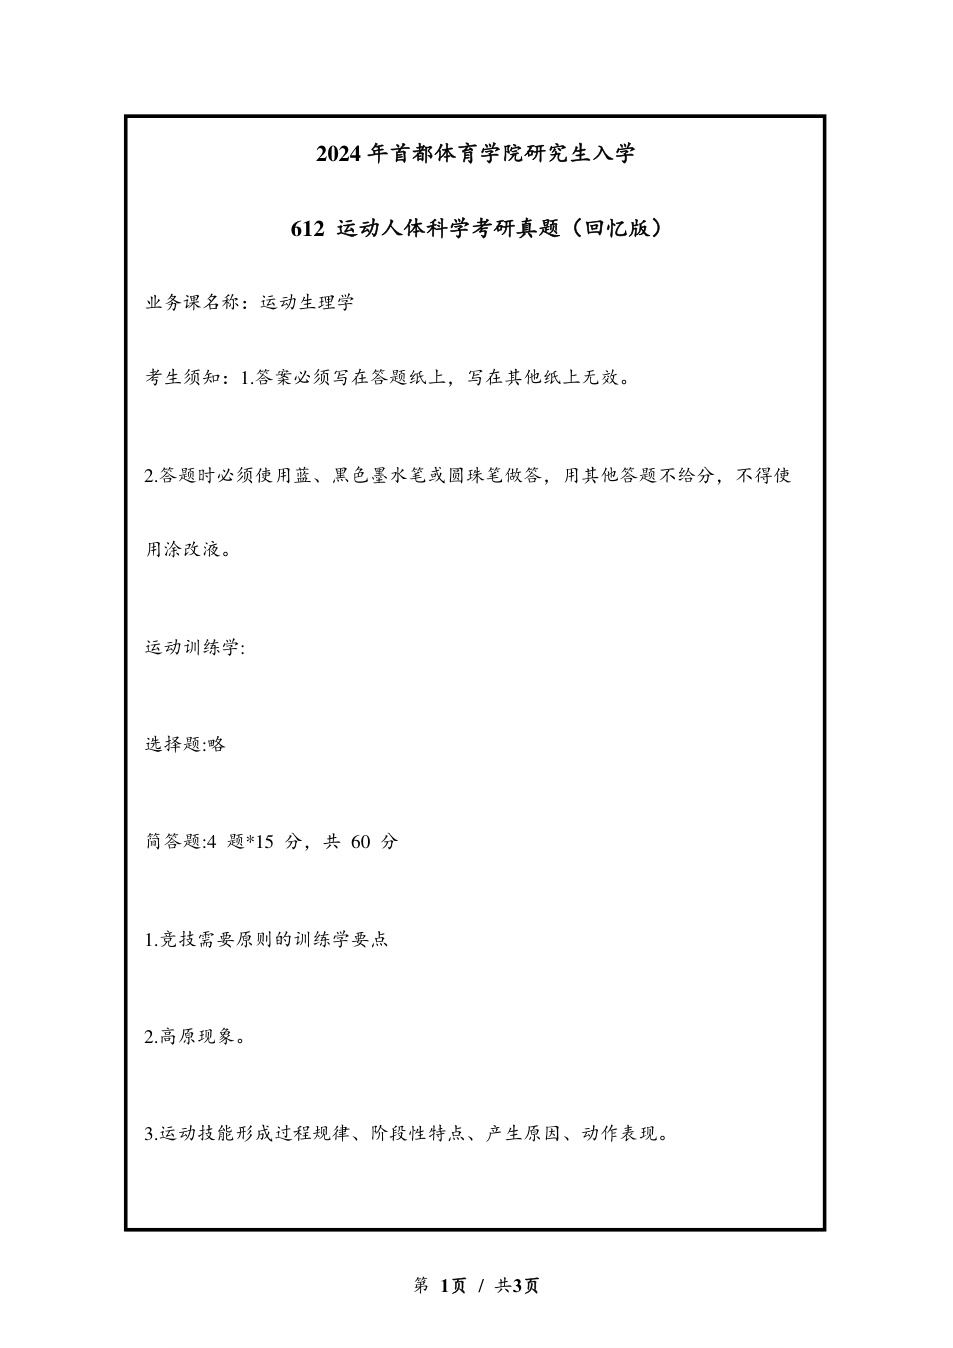 2024 年首都体育学院研究生入学
612 运动人体科学考研真题（回忆版）
业务课名称：运动生理学
考生须知：1.答案必须写在答题纸上，写在其他纸上无效。
2.答题时必须使用蓝、黑色墨水笔或圆珠笔做答，用其他答题不给分，不得使
用涂改液。
运动训练学:
选择题:略
简答题:4 题*15 分，共 60 分
1.竞技需要原则的训练学要点
2.高原现象。
3.运动技能形成过程规律、阶段性特点、产生原因、动作表现。
第 1页 / 共3页